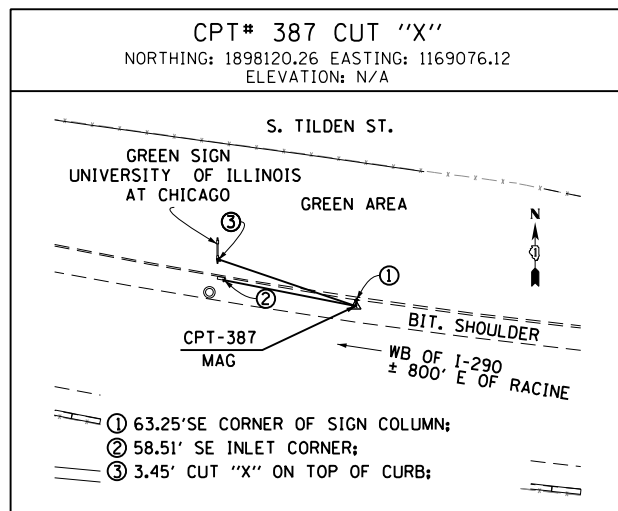 CPT# 387 CUT "X"
NORTHING: 1898120.26 EASTING: 1169076.12
ELEVATION: N/A
S. TILDEN ST.
GREEN SIGN
UNIVERSITY OF ILLINOIS
AT CHICAGO
GREEN AREA
③
N
①
②
BIT. SHOULDER
CPT-387
MAG
WB OF I-290
± 800' E OF RACINE
① 63.25'SE CORNER OF SIGN COLUMN;
② 58.51' SE INLET CORNER;
③ 3.45' CUT "X" ON TOP OF CURB;